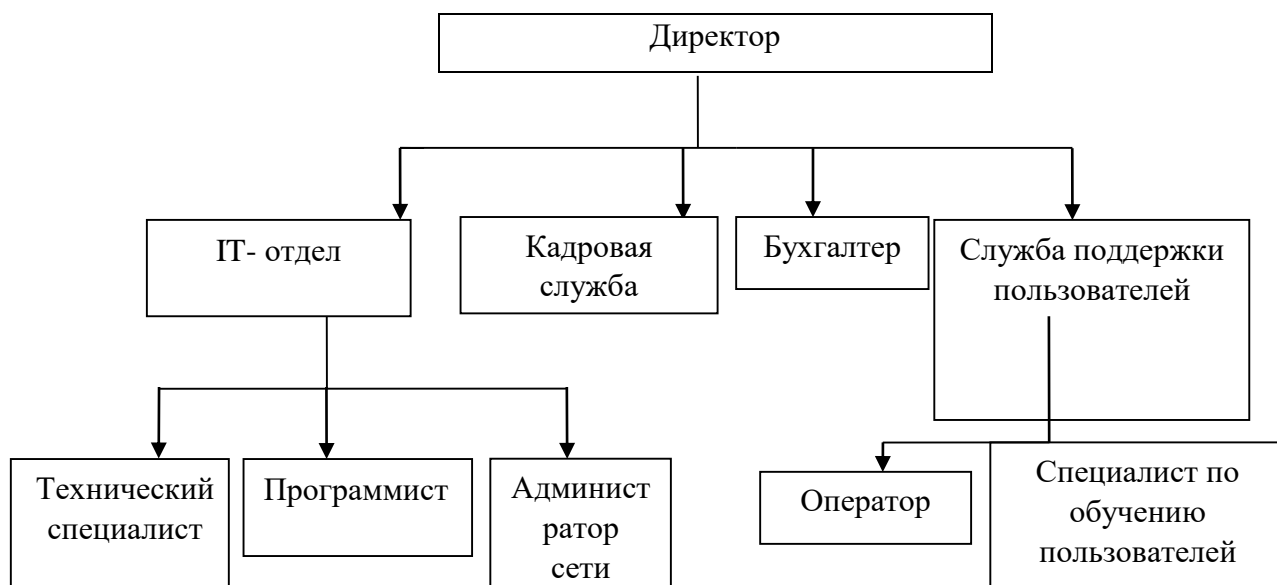 Директор
IT- отдел
Кадровая
служба
Бухгалтер
Служба поддержки
пользователей
Технический
специалист
Программист
Админист
ратор
сети
Оператор
Специалист по
обучению
пользователей